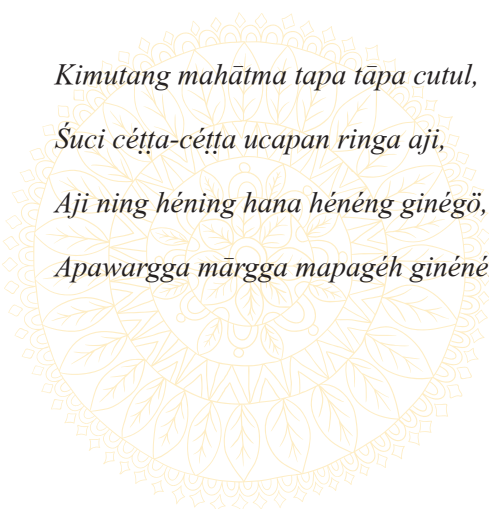 Kimutang mahātma tapa tāpa cutul,
Śuci céṭṭa-céṭṭa ucapan ringa aji,
Aji ning héning hana hénéng ginégö,
Apawargga mārgga mapagéh ginéné